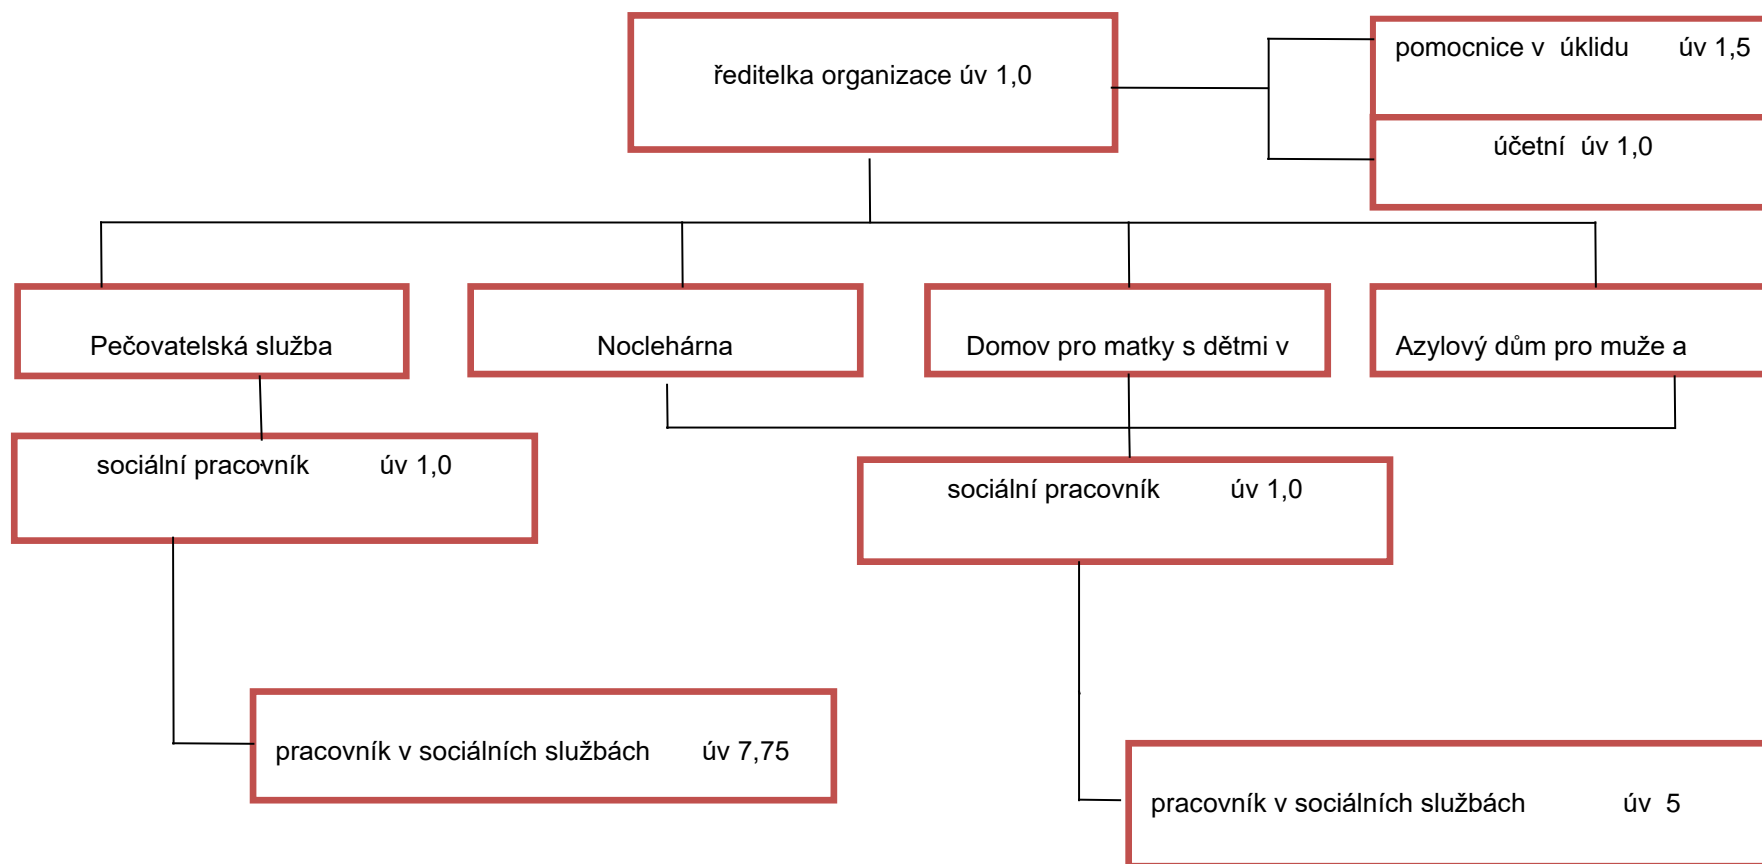 ředitelka organizace úv 1,0
pomocnice v úklidu úv 1,5
účetní úv 1,0
Pečovatelská služba
Noclehárna
Domov pro matky s dětmi v
Azylový dům pro muže a
sociální pracovník úv 1,0
sociální pracovník úv 1,0
pracovník v sociálních službách úv 7,75
pracovník v sociálních službách úv 5